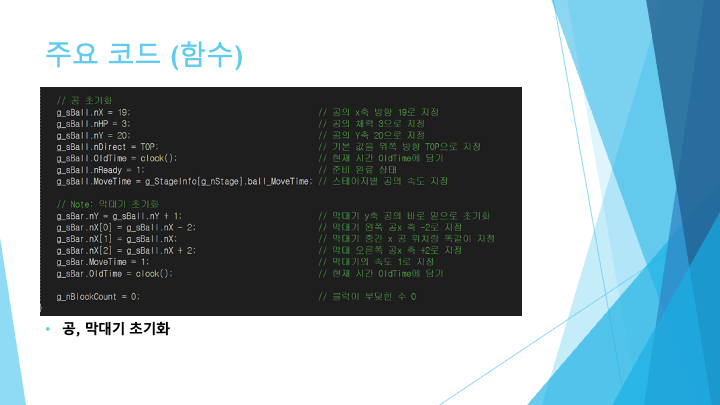 주요 코드 (함수)
// 공 초기화
g_sBall.nX = 19; // 공의 x축 방향 19로 지정
g_sBall.nHP = 3; // 공의 체력 3으로 지정
g_sBall.nY = 20; // 공의 Y축 20으로 지정
g_sBall.nDirect = TOP; // 기본 값을 위쪽 방향 TOP으로 지정
g_sBall.OldTime = clock(); // 현재 시간 OldTime에 담기
g_sBall.nReady = 1; // 준비 완료 상태
g_sBall.MoveTime = g_StageInfo[g_nStage].ball_MoveTime; // 스테이지별 공의 속도 지정
// Note: 막대기 초기화
g_sBar.nY = g_sBall.nY + 1; // 막대기 y축 공의 바로 밑으로 초기화
g_sBar.nX[0] = g_sBall.nX - 2; // 막대기 왼쪽 공x 축 -2로 지정
g_sBar.nX[1] = g_sBall.nX; // 막대기 중간 x 공 위치랑 똑같이 지정
g_sBar.nX[2] = g_sBall.nX + 2; // 막대 오른쪽 공x 축 +2로 지정
g_sBar.MoveTime = 1; // 막대기의 속도 1로 지정
g_sBar.OldTime = clock(); // 현재 시간 OldTime에 담기
g_nBlockCount = 0; // 블럭이 부딪힌 수 0
• 공, 막대기 초기화